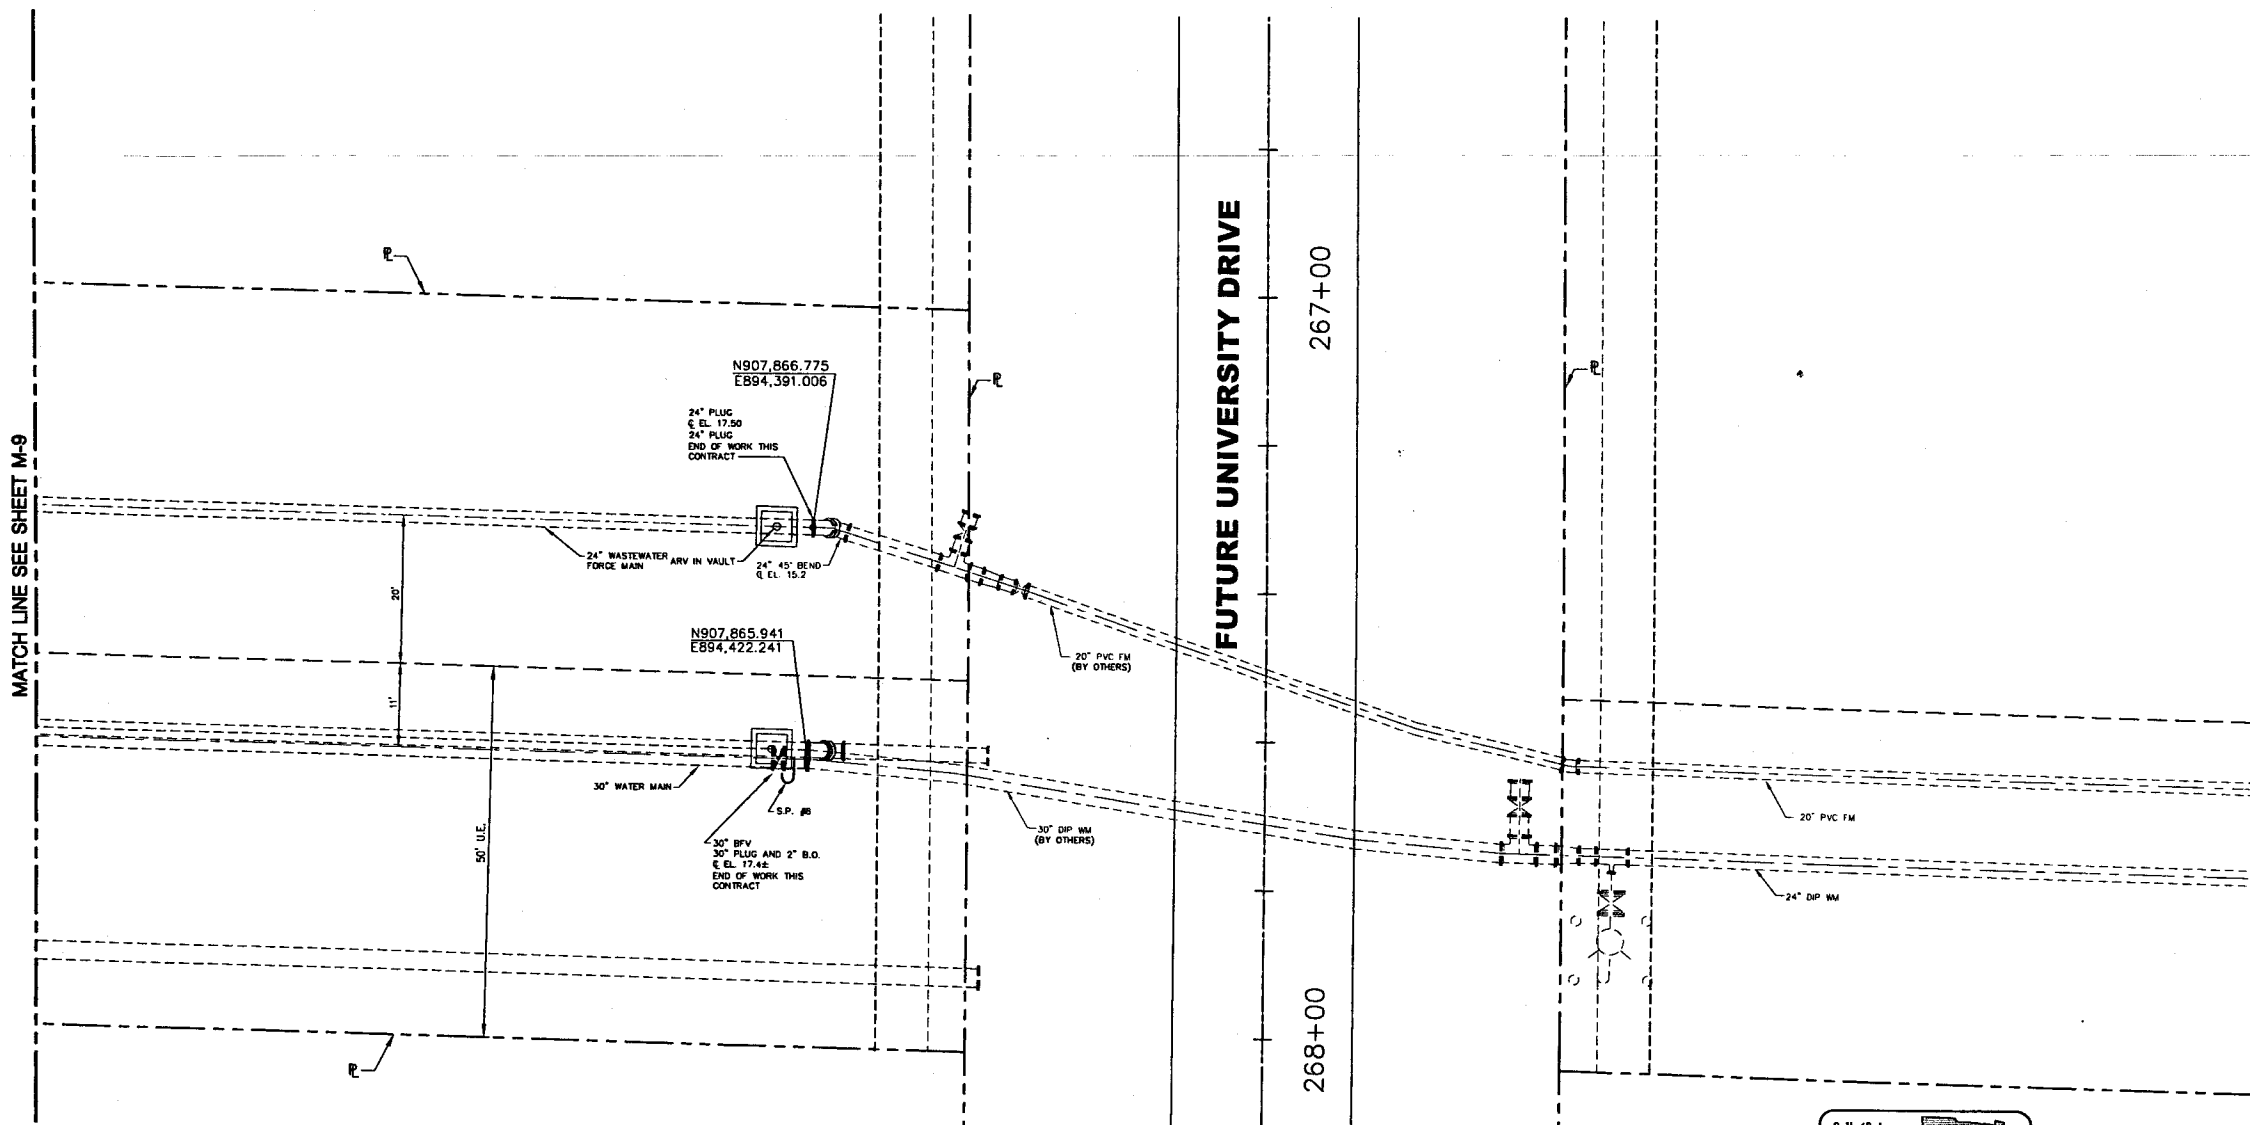 MATCH LINE SEE SHEET M-9
N907,866.775
E894,391.006
24" PLUG
℄ EL. 17.50
24" PLUG
END OF WORK THIS
CONTRACT
24" WASTEWATER
FORCE MAIN
ARV IN VAULT
24" 45° BEND
℄ EL. 15.2
20'
11'
50' U.E.
N907,865.941
E894,422.241
30" WATER MAIN
S.P. #8
30" BFV
30" PLUG AND 2" B.O.
℄ EL. 17.4±
END OF WORK THIS
CONTRACT
20" PVC FM
(BY OTHERS)
30" DIP WM
(BY OTHERS)
FUTURE UNIVERSITY DRIVE
267+00
268+00
20" PVC FM
24" DIP WM